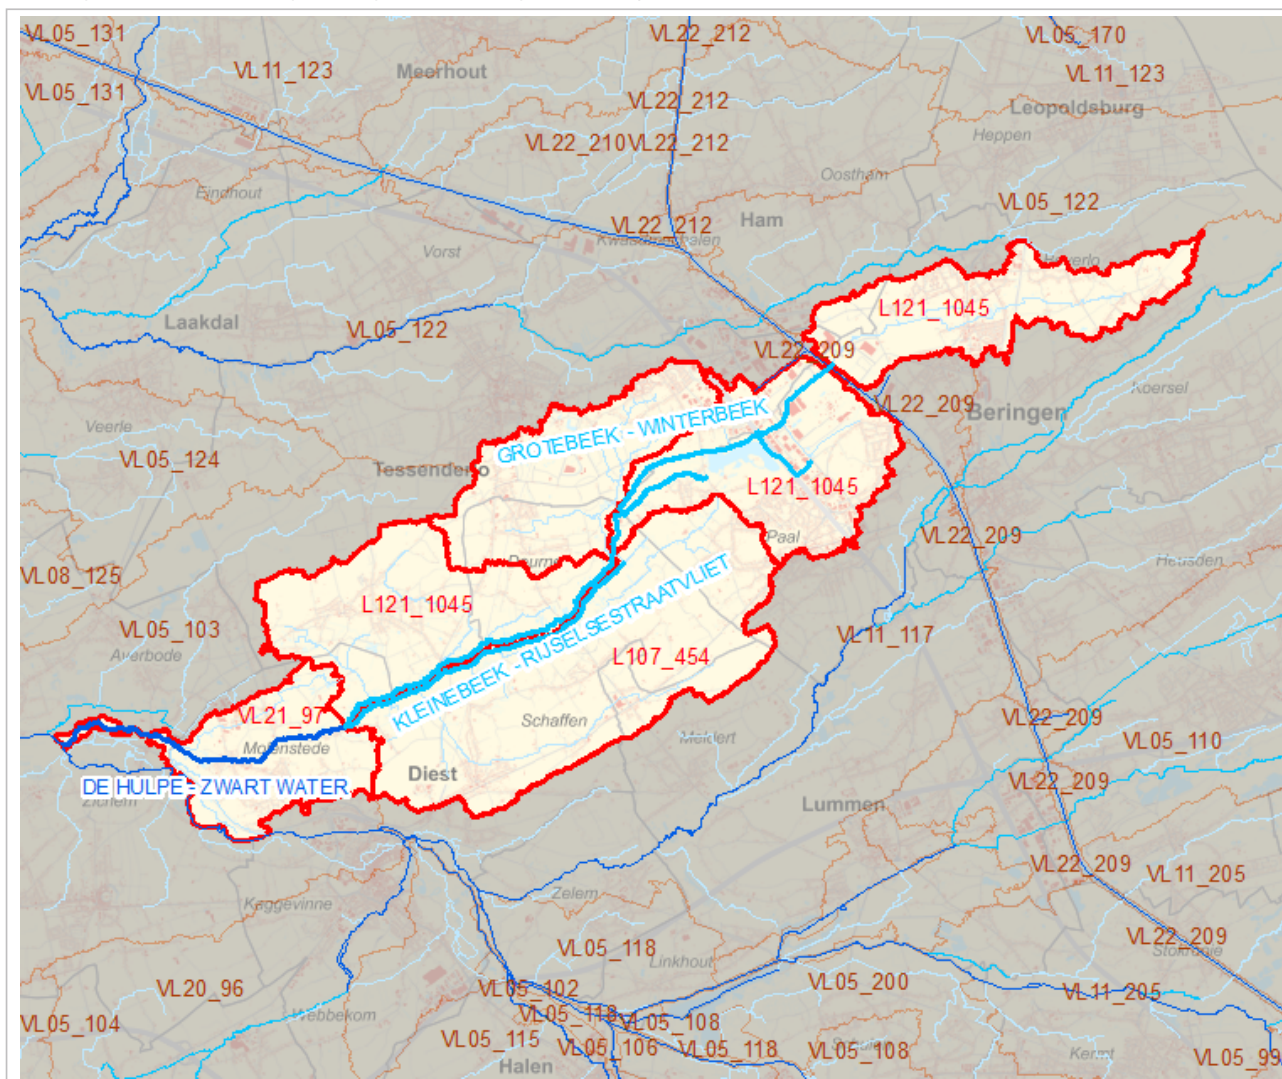 VL05_131
VL22_212
VL05_170
VL11_123
Meerhout
VL11_123
VL05_131
VL22_212
Leopoldsburg
Heppen
VL22_210
VL22_212
Oostham
Eindhout
VL05_122
VL22_212
Ham
Vorst
L121_1045
Laakdal
VL05_122
VL22_209
Koersel
VL22_209
Beringen
GROTEBEEK - WINTERBEEK
Veerle
VL05_124
Tessenderlo
L121_1045
VL22_209
Paal
Deurne
Heusden
VL08_125
L121_1045
KLEINEBEEK - RIJSELSESTRAATVLIET
VL05_103
VL11_117
Averbode
L107_454
VL21_97
Schaffen
VL22_209
Molenstede
Meldert
VL05_110
Diest
DE HULPE - ZWART WATER
VL22_209
Zichem
Lummen
VL22_209
VL11_205
Kaggevinne
Zelem
VL22_209
VL05_118
Linkhout
Stokrooie
VL20_96
VL05_102
VL05_200
VL11_205
Webbekom
VL05_118
VL05_108
VL05_104
VL05_115
VL05_106
VL05_118
VL05_108
Kermt
VL05_99
Halen